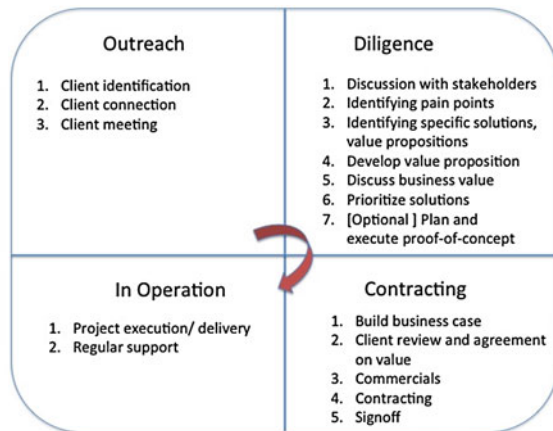 Outreach
1. Client identification
2. Client connection
3. Client meeting
Diligence
1. Discussion with stakeholders
2. Identifying pain points
3. Identifying specific solutions,
value propositions
4. Develop value proposition
5. Discuss business value
6. Prioritize solutions
7. [Optional ] Plan and
execute proof-of-concept
In Operation
1. Project execution/ delivery
2. Regular support
Contracting
1. Build business case
2. Client review and agreement
on value
3. Commercials
4. Contracting
5. Signoff